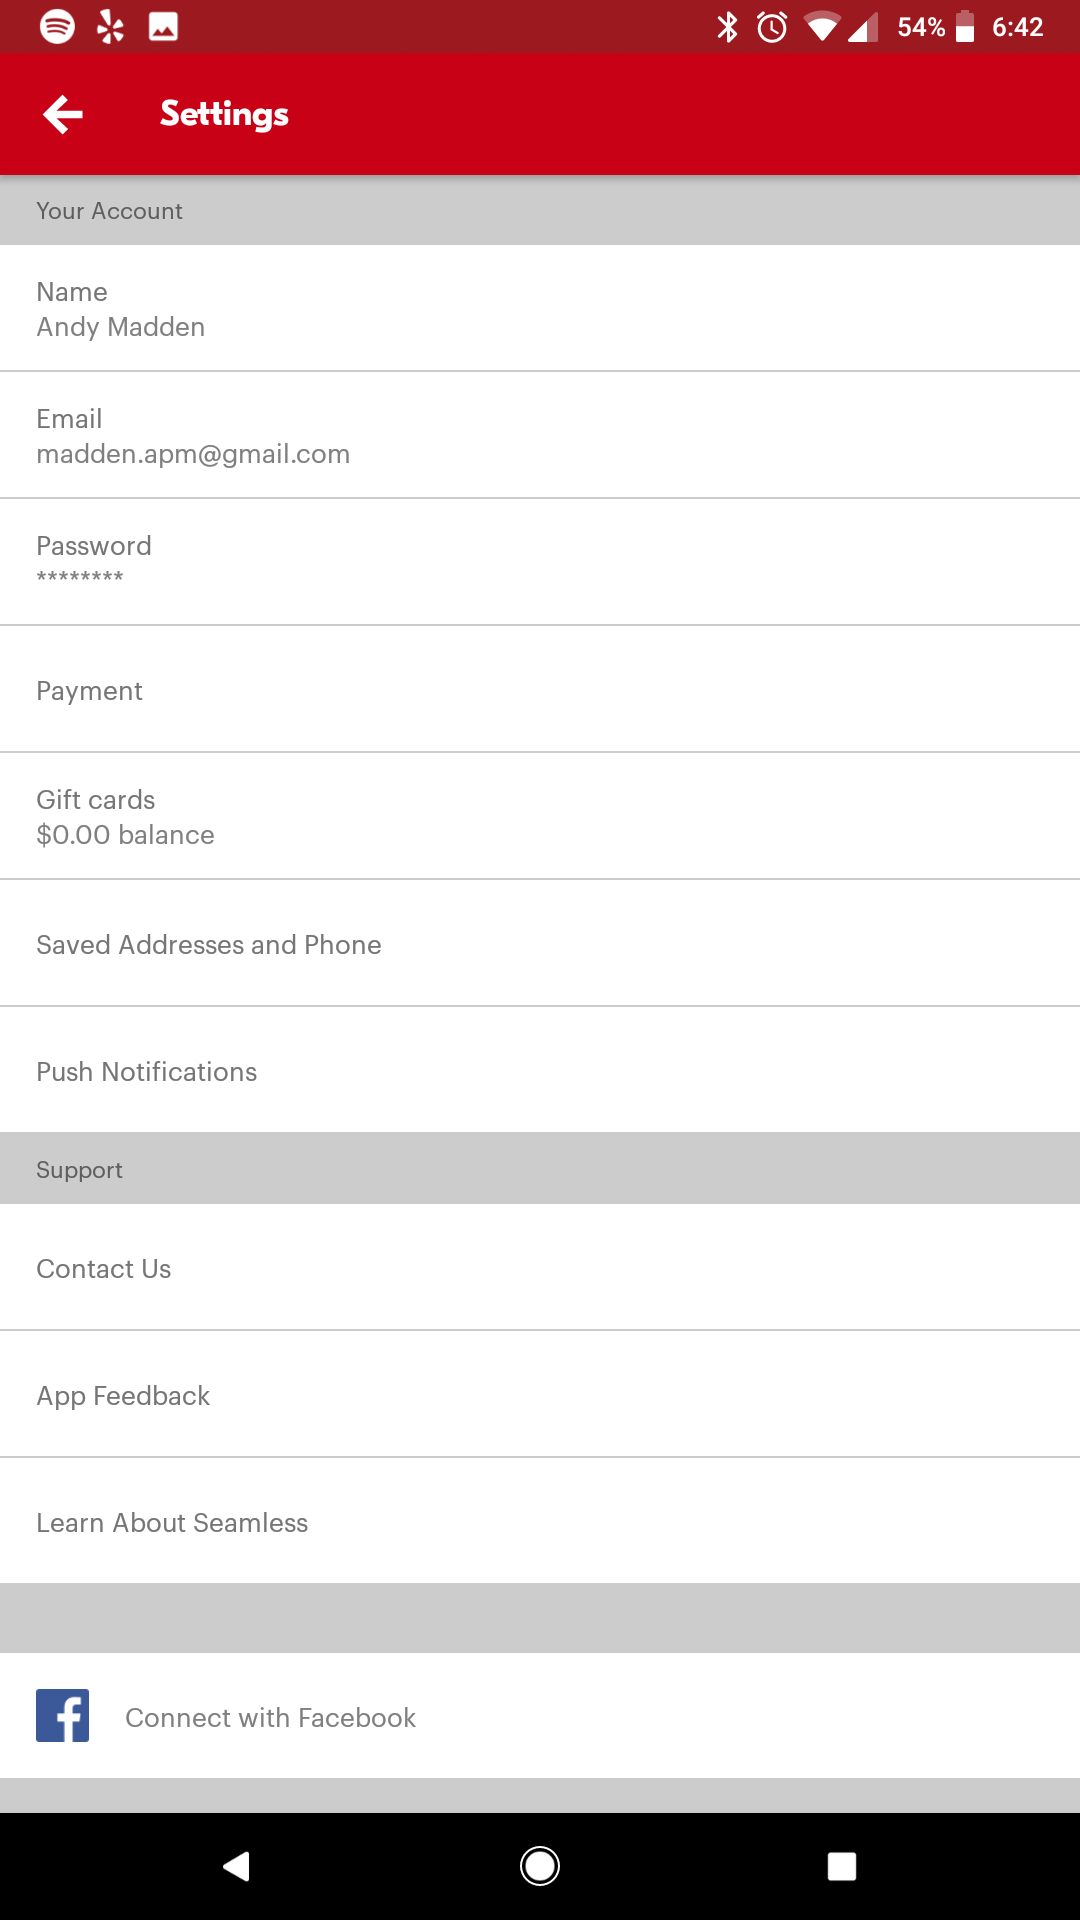 54% 6:42
Settings
Your Account
Name
Andy Madden
Email
madden.apm@gmail.com
Password
********
Payment
Gift cards
$0.00 balance
Saved Addresses and Phone
Push Notifications
Support
Contact Us
App Feedback
Learn About Seamless
Connect with Facebook